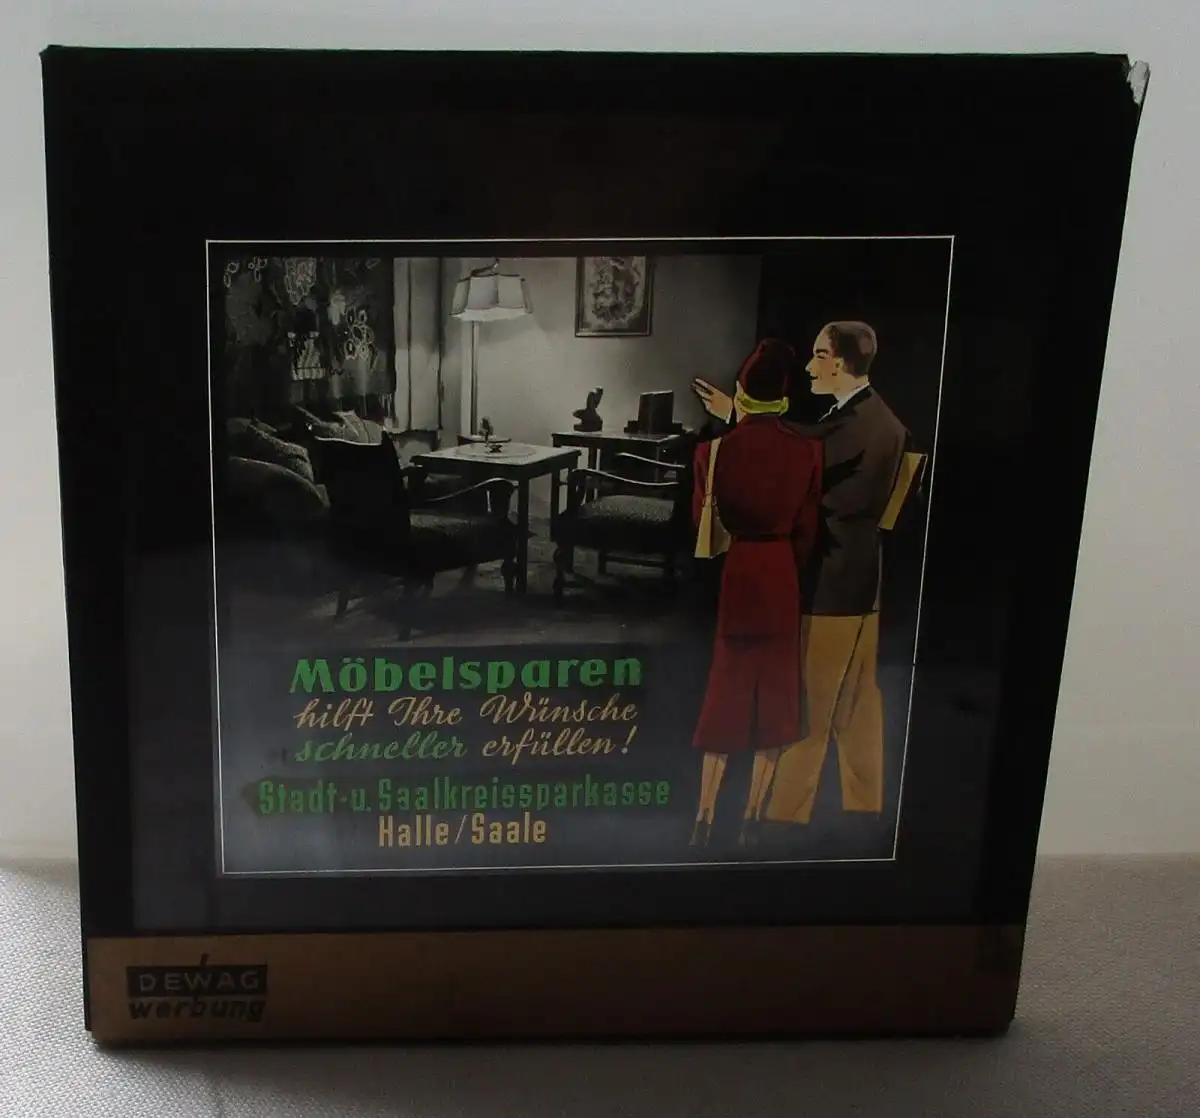 Möbelsparen
hilft Ihre Wünsche
schneller erfüllen!
Stadt-u. Saalkreissparkasse
Halle/Saale
DEWAG
werbung